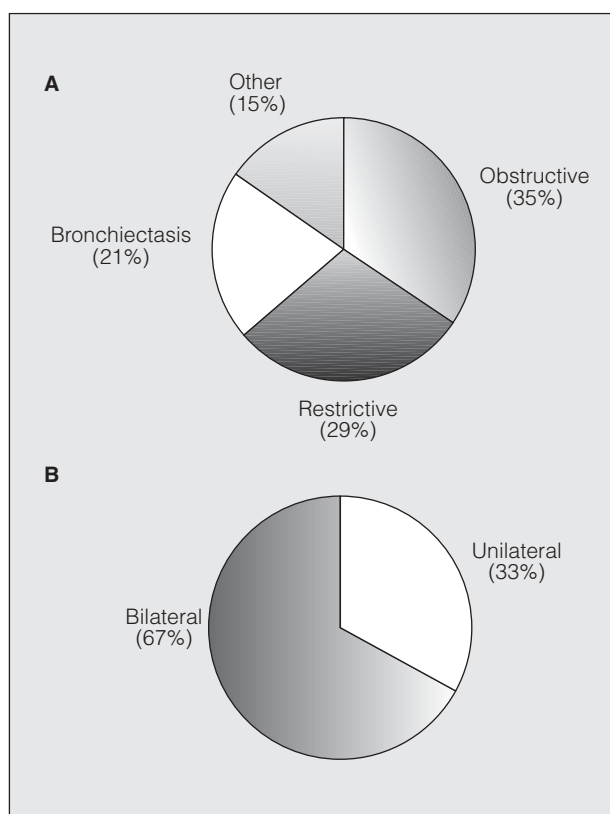 A
Other
(15%)
Obstructive
(35%)
Bronchiectasis
(21%)
Restrictive
(29%)
B
Unilateral
(33%)
Bilateral
(67%)